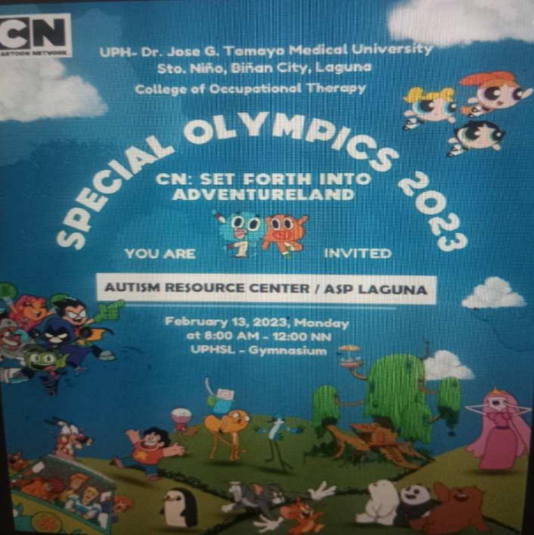 CN
CARTOON NETWORK
UPH- Dr. Jose G. Tamayo Medical University
Sto. Niño, Biñan City, Laguna
College of Occupational Therapy
SPECIAL OLYMPICS 2023
CN: SET FORTH INTO
ADVENTURELAND
YOU ARE INVITED
AUTISM RESOURCE CENTER / ASP LAGUNA
February 13, 2023, Monday
at 8:00 AM - 12:00 NN
UPHSL - Gymnasium